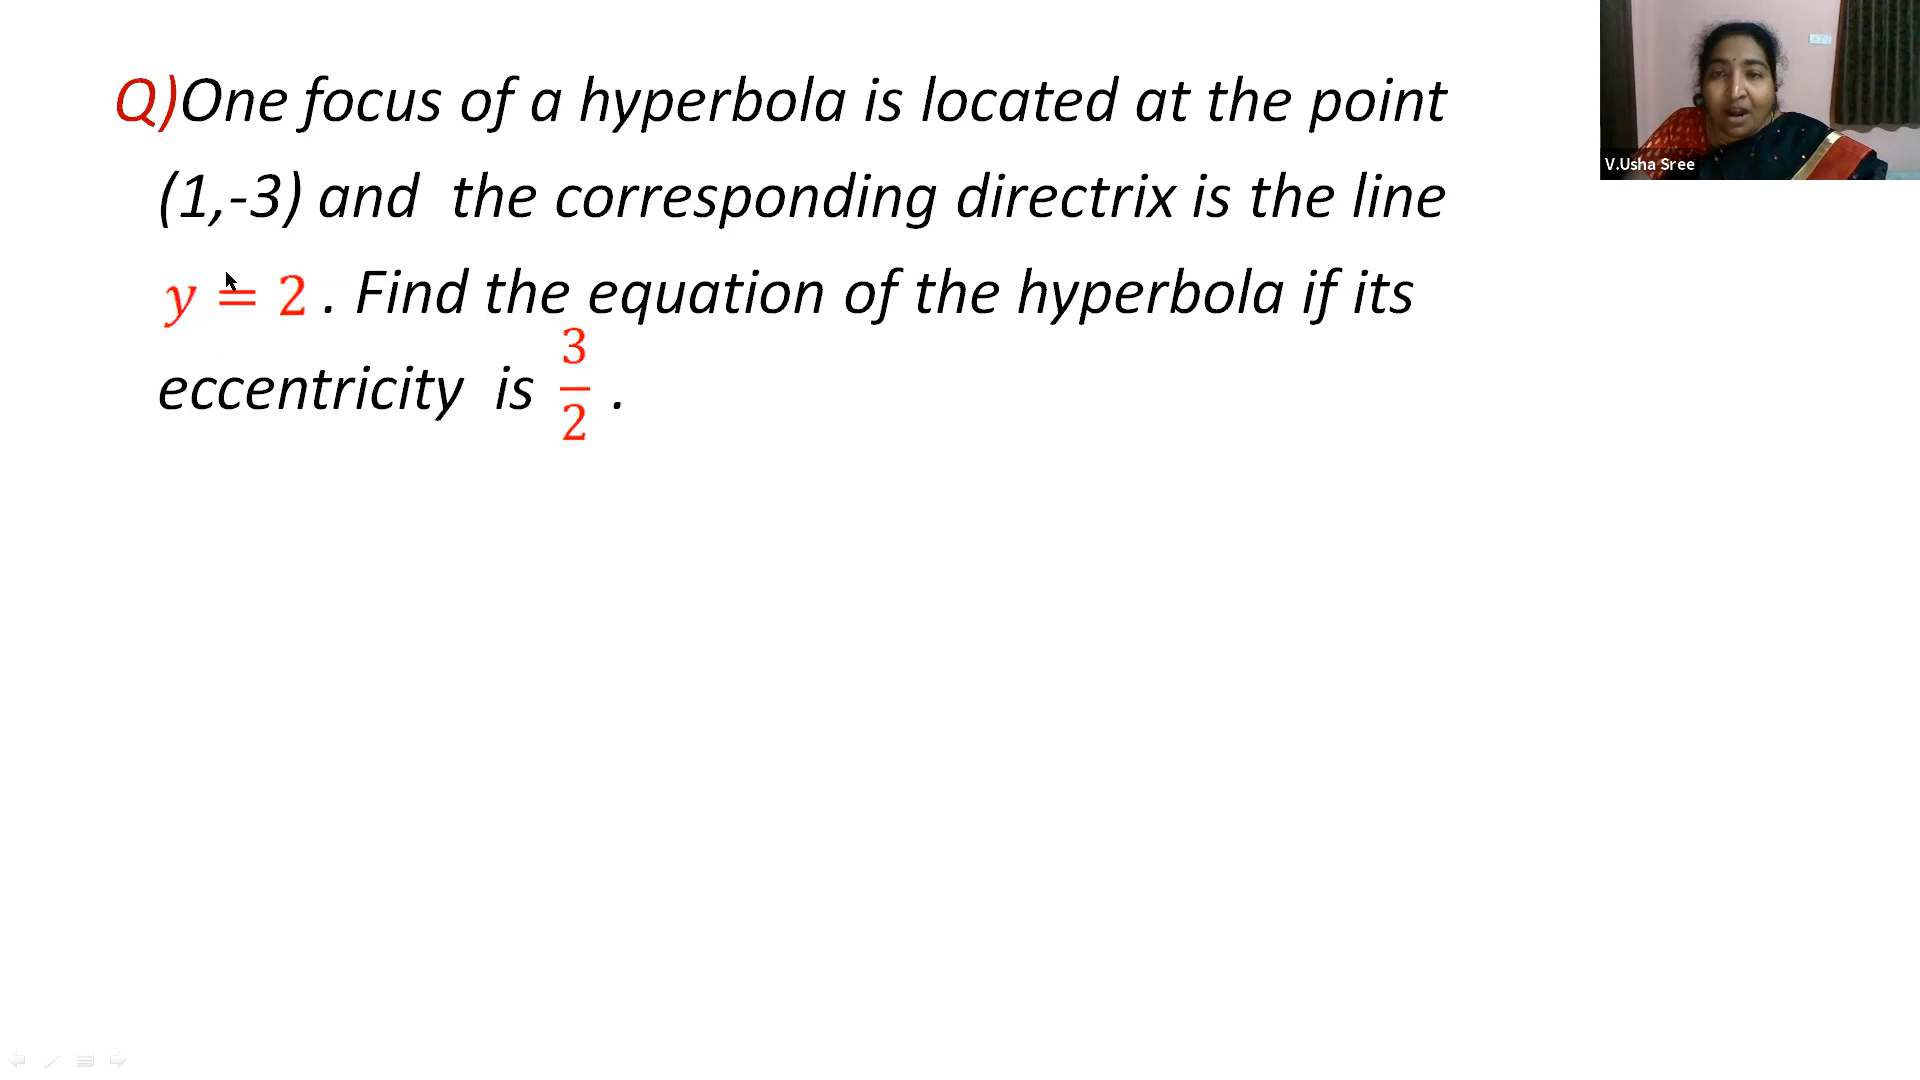 Q)One focus of a hyperbola is located at the point
(1,-3) and the corresponding directrix is the line
y = 2 . Find the equation of the hyperbola if its
eccentricity is 3/2 .
V.Usha Sree